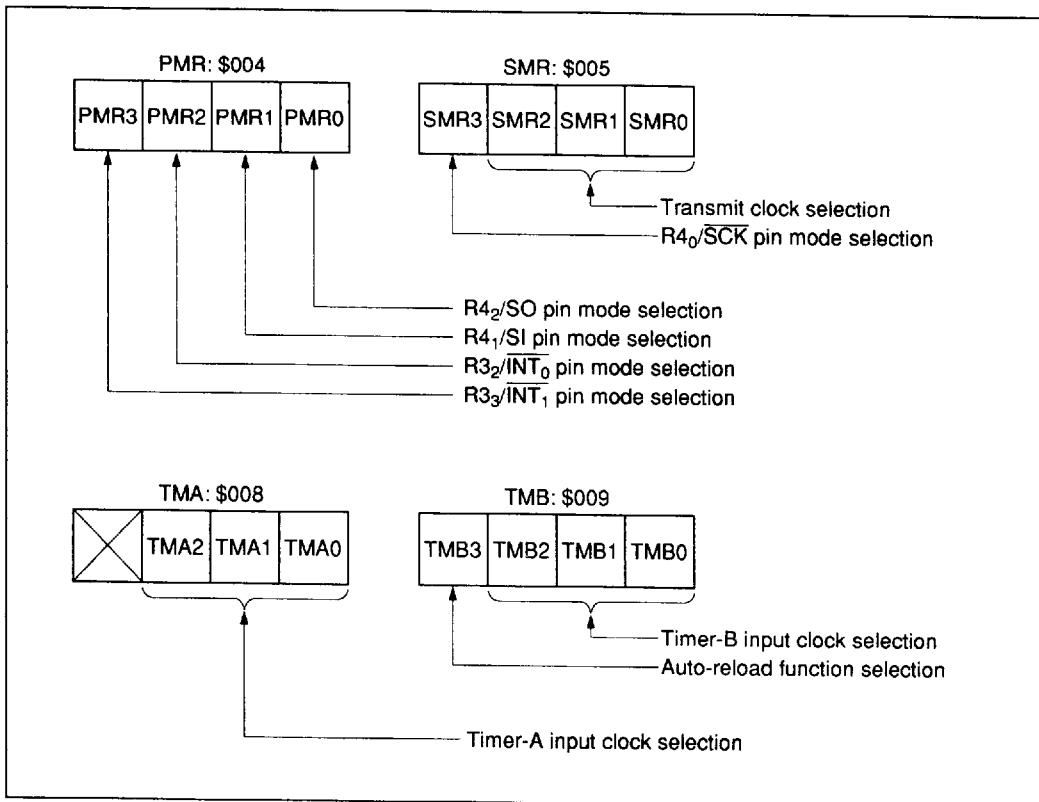 PMR: $004
PMR3 PMR2 PMR1 PMR0
SMR: $005
SMR3 SMR2 SMR1 SMR0
Transmit clock selection
R4₀/S̅C̅K̅ pin mode selection
R4₂/SO pin mode selection
R4₁/SI pin mode selection
R3₂/I̅N̅T̅₀̅ pin mode selection
R3₃/I̅N̅T̅₁̅ pin mode selection
TMA: $008
TMA2 TMA1 TMA0
TMB: $009
TMB3 TMB2 TMB1 TMB0
Timer-B input clock selection
Auto-reload function selection
Timer-A input clock selection